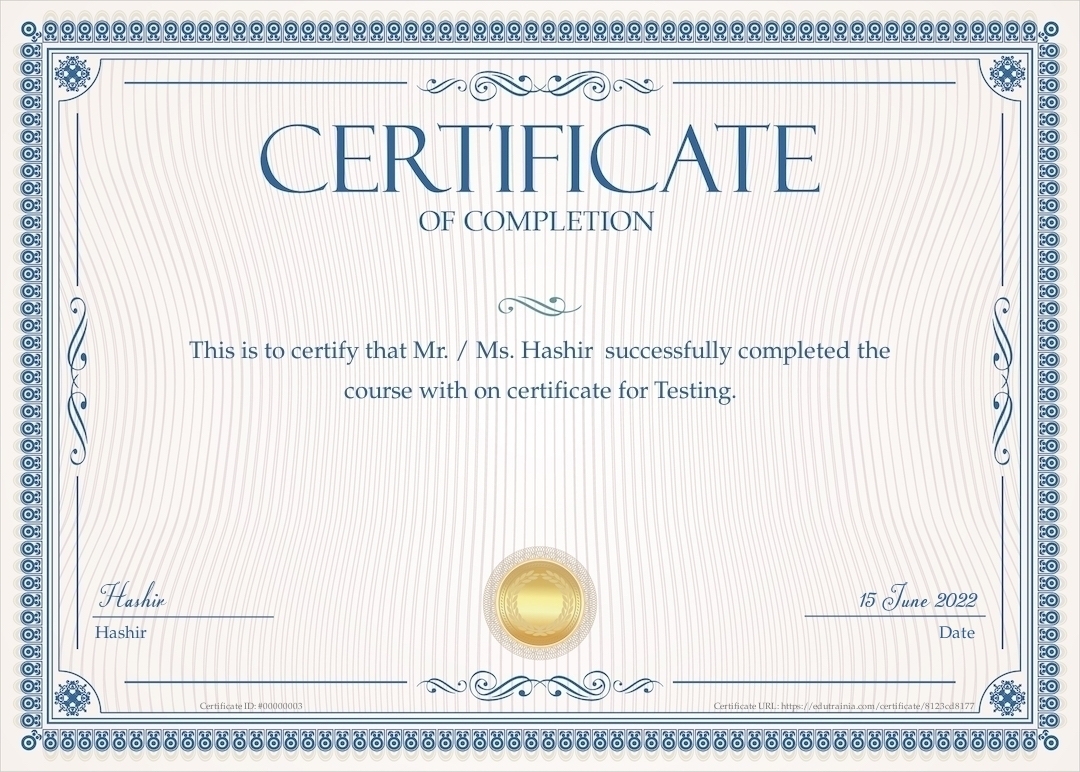 CERTIFICATE
OF COMPLETION
This is to certify that Mr. / Ms. Hashir successfully completed the
course with on certificate for Testing.
Hashir
15 June 2022
Hashir
Date
Certificate ID: #00000003
Certificate URL: https://edutrainia.com/certificate/8123cd8177